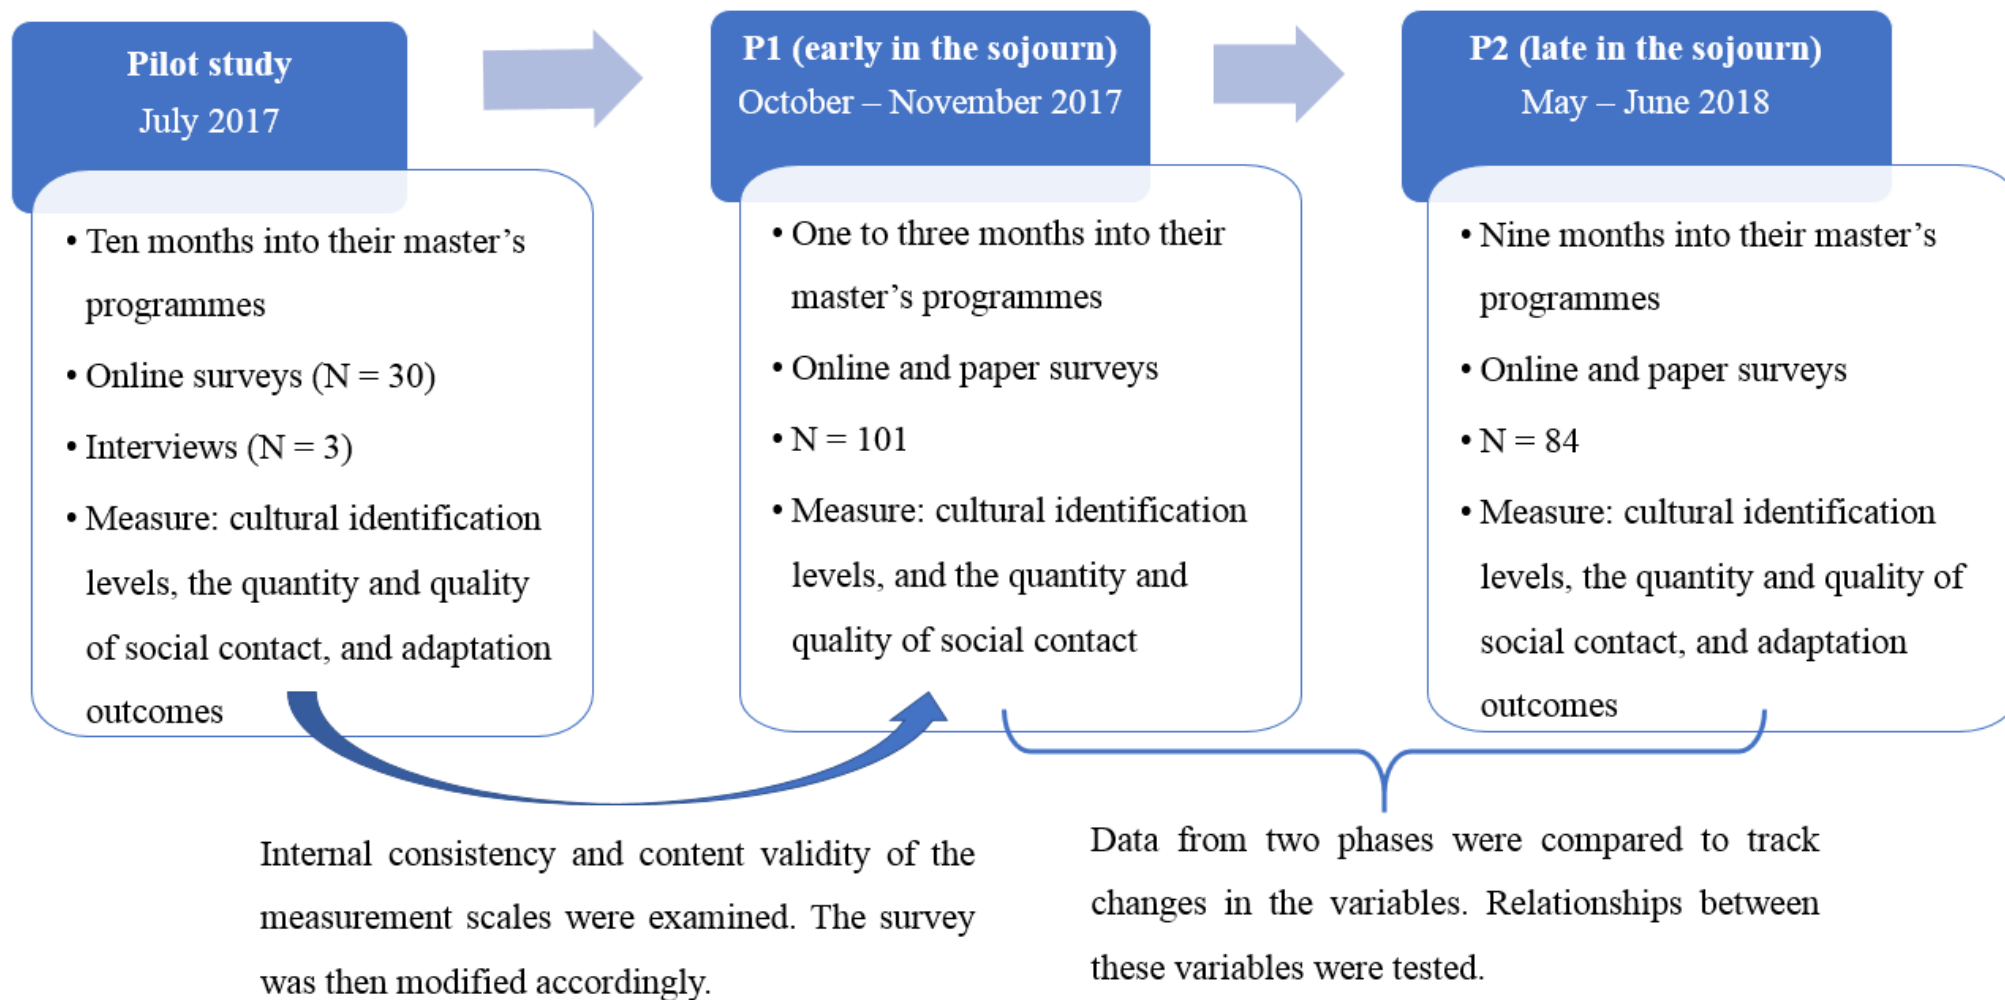 Pilot study
July 2017
• Ten months into their master’s
programmes
• Online surveys (N = 30)
• Interviews (N = 3)
• Measure: cultural identification
levels, the quantity and quality
of social contact, and adaptation
outcomes
P1 (early in the sojourn)
October – November 2017
• One to three months into their
master’s programmes
• Online and paper surveys
• N = 101
• Measure: cultural identification
levels, and the quantity and
quality of social contact
P2 (late in the sojourn)
May – June 2018
• Nine months into their master’s
programmes
• Online and paper surveys
• N = 84
• Measure: cultural identification
levels, the quantity and quality of
social contact, and adaptation
outcomes
Internal consistency and content validity of the
measurement scales were examined. The survey
was then modified accordingly.
Data from two phases were compared to track
changes in the variables. Relationships between
these variables were tested.